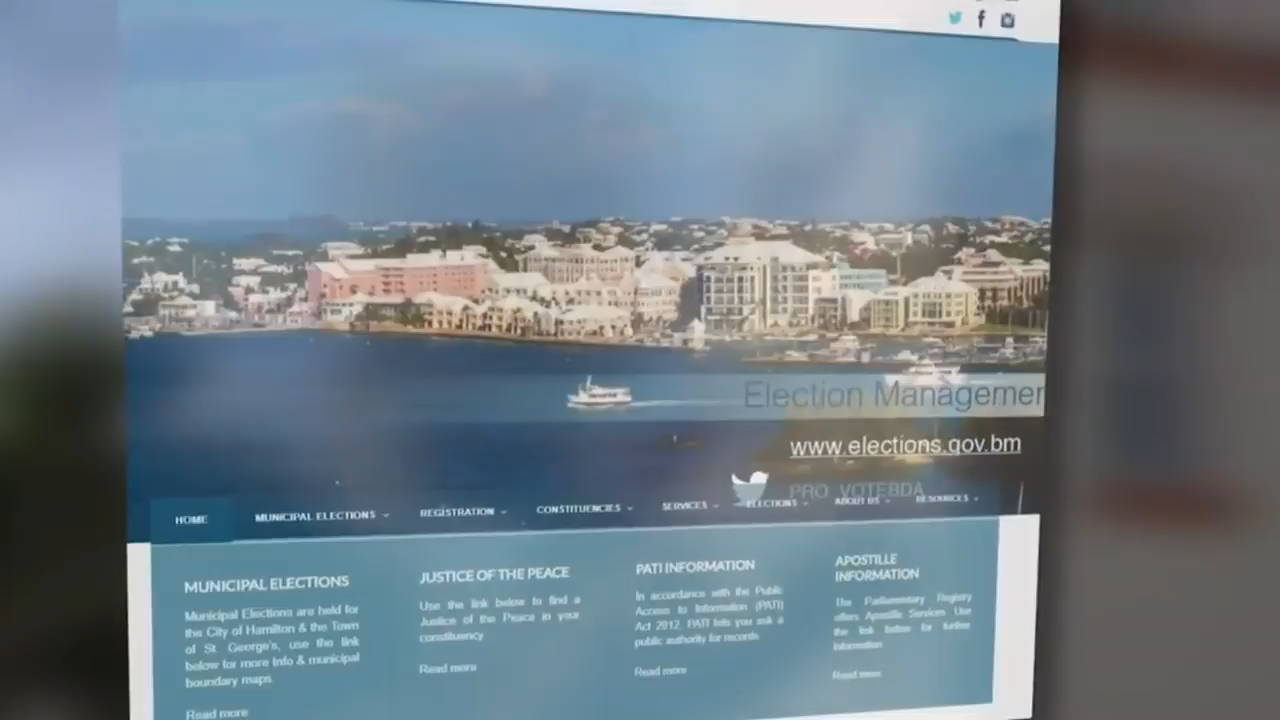 Election Managemen
www.elections.gov.bm
PRO_VOTEBDA
HOME
MUNICIPAL ELECTIONS
REGISTRATION
CONSTITUENCIES
SERVICES
ELECTIONS
ABOUT US
RESOURCES
MUNICIPAL ELECTIONS
Municipal Elections are held for
the City of Hamilton & the Town
of St. George's, use the link
below for more info & municipal
boundary maps.
Read more
JUSTICE OF THE PEACE
Use the link below to find a
Justice of the Peace in your
constituency
Read more
PATI INFORMATION
In accordance with the Public
Access to Information (PATI)
Act 2012, PATI lets you ask a
public authority for records.
Read more
APOSTILLE
INFORMATION
The Parliamentary Registry
offers Apostille Services Use
the link below for further
information
Read more